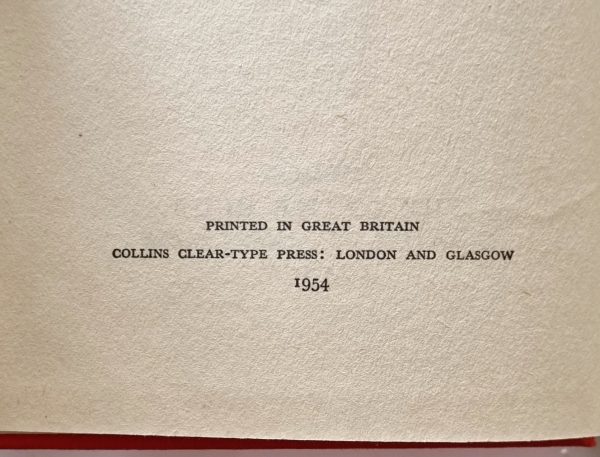 PRINTED IN GREAT BRITAIN
COLLINS CLEAR-TYPE PRESS: LONDON AND GLASGOW
1954